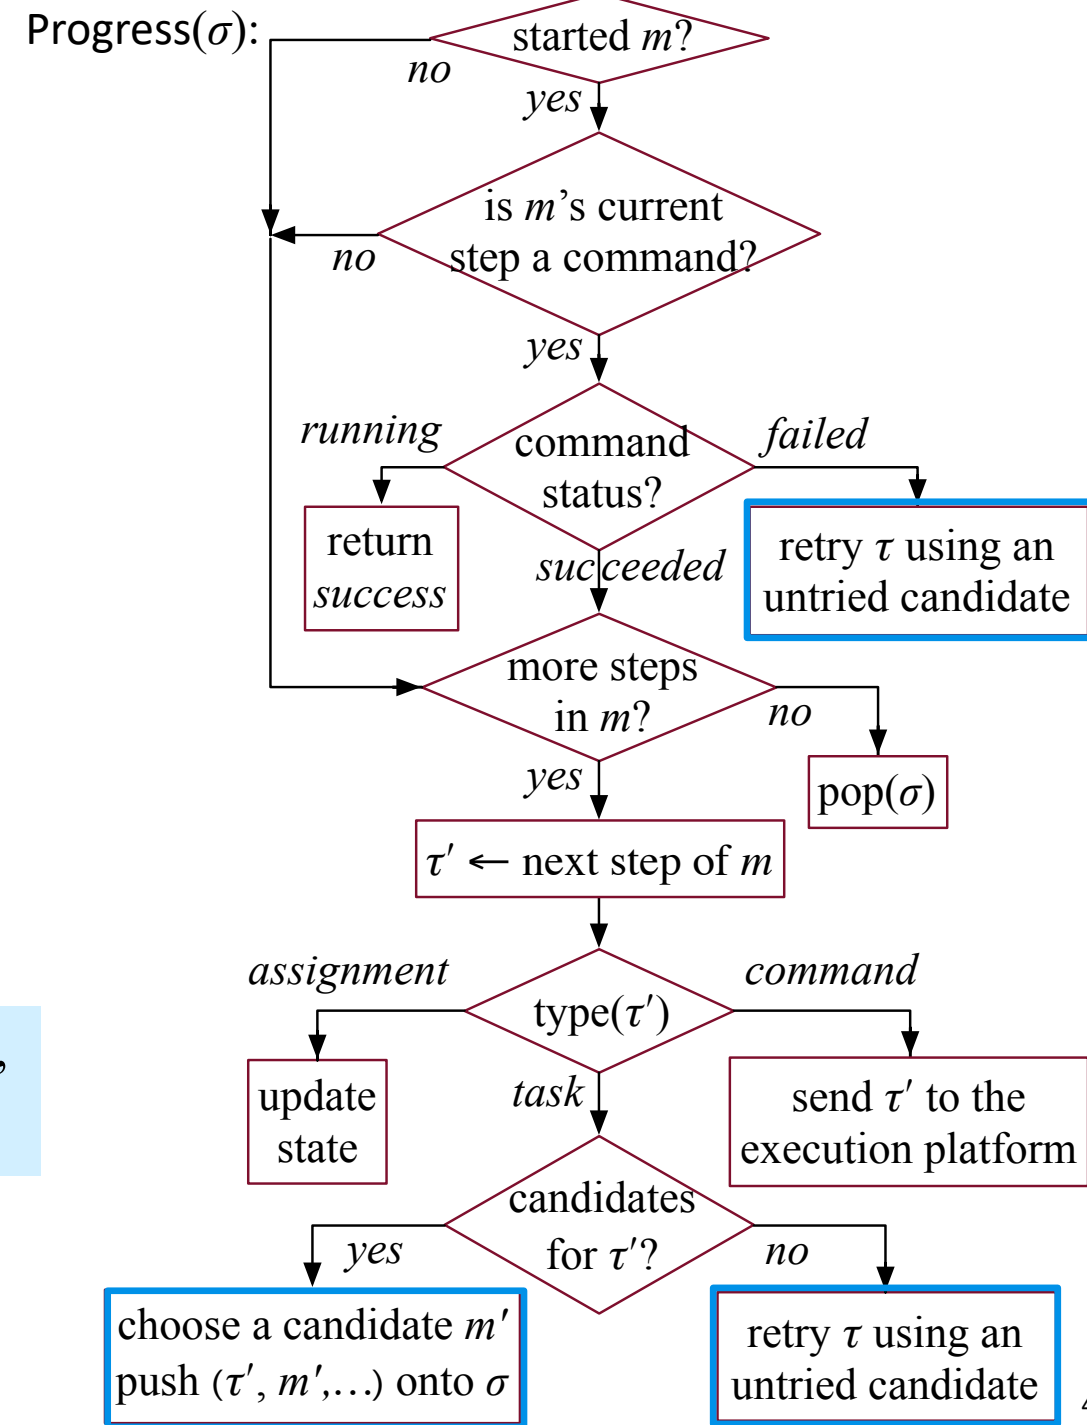 Progress(σ):
started m?
no
yes
is m’s current
step a command?
no
yes
running
command
status?
failed
return
success
succeeded
retry τ using an
untried candidate
more steps
in m?
no
yes
pop(σ)
τ′ ← next step of m
assignment
type(τ′)
command
update
state
task
send τ′ to the
execution platform
candidates
for τ′?
yes
no
choose a candidate m′
push (τ′, m′,…) onto σ
retry τ using an
untried candidate